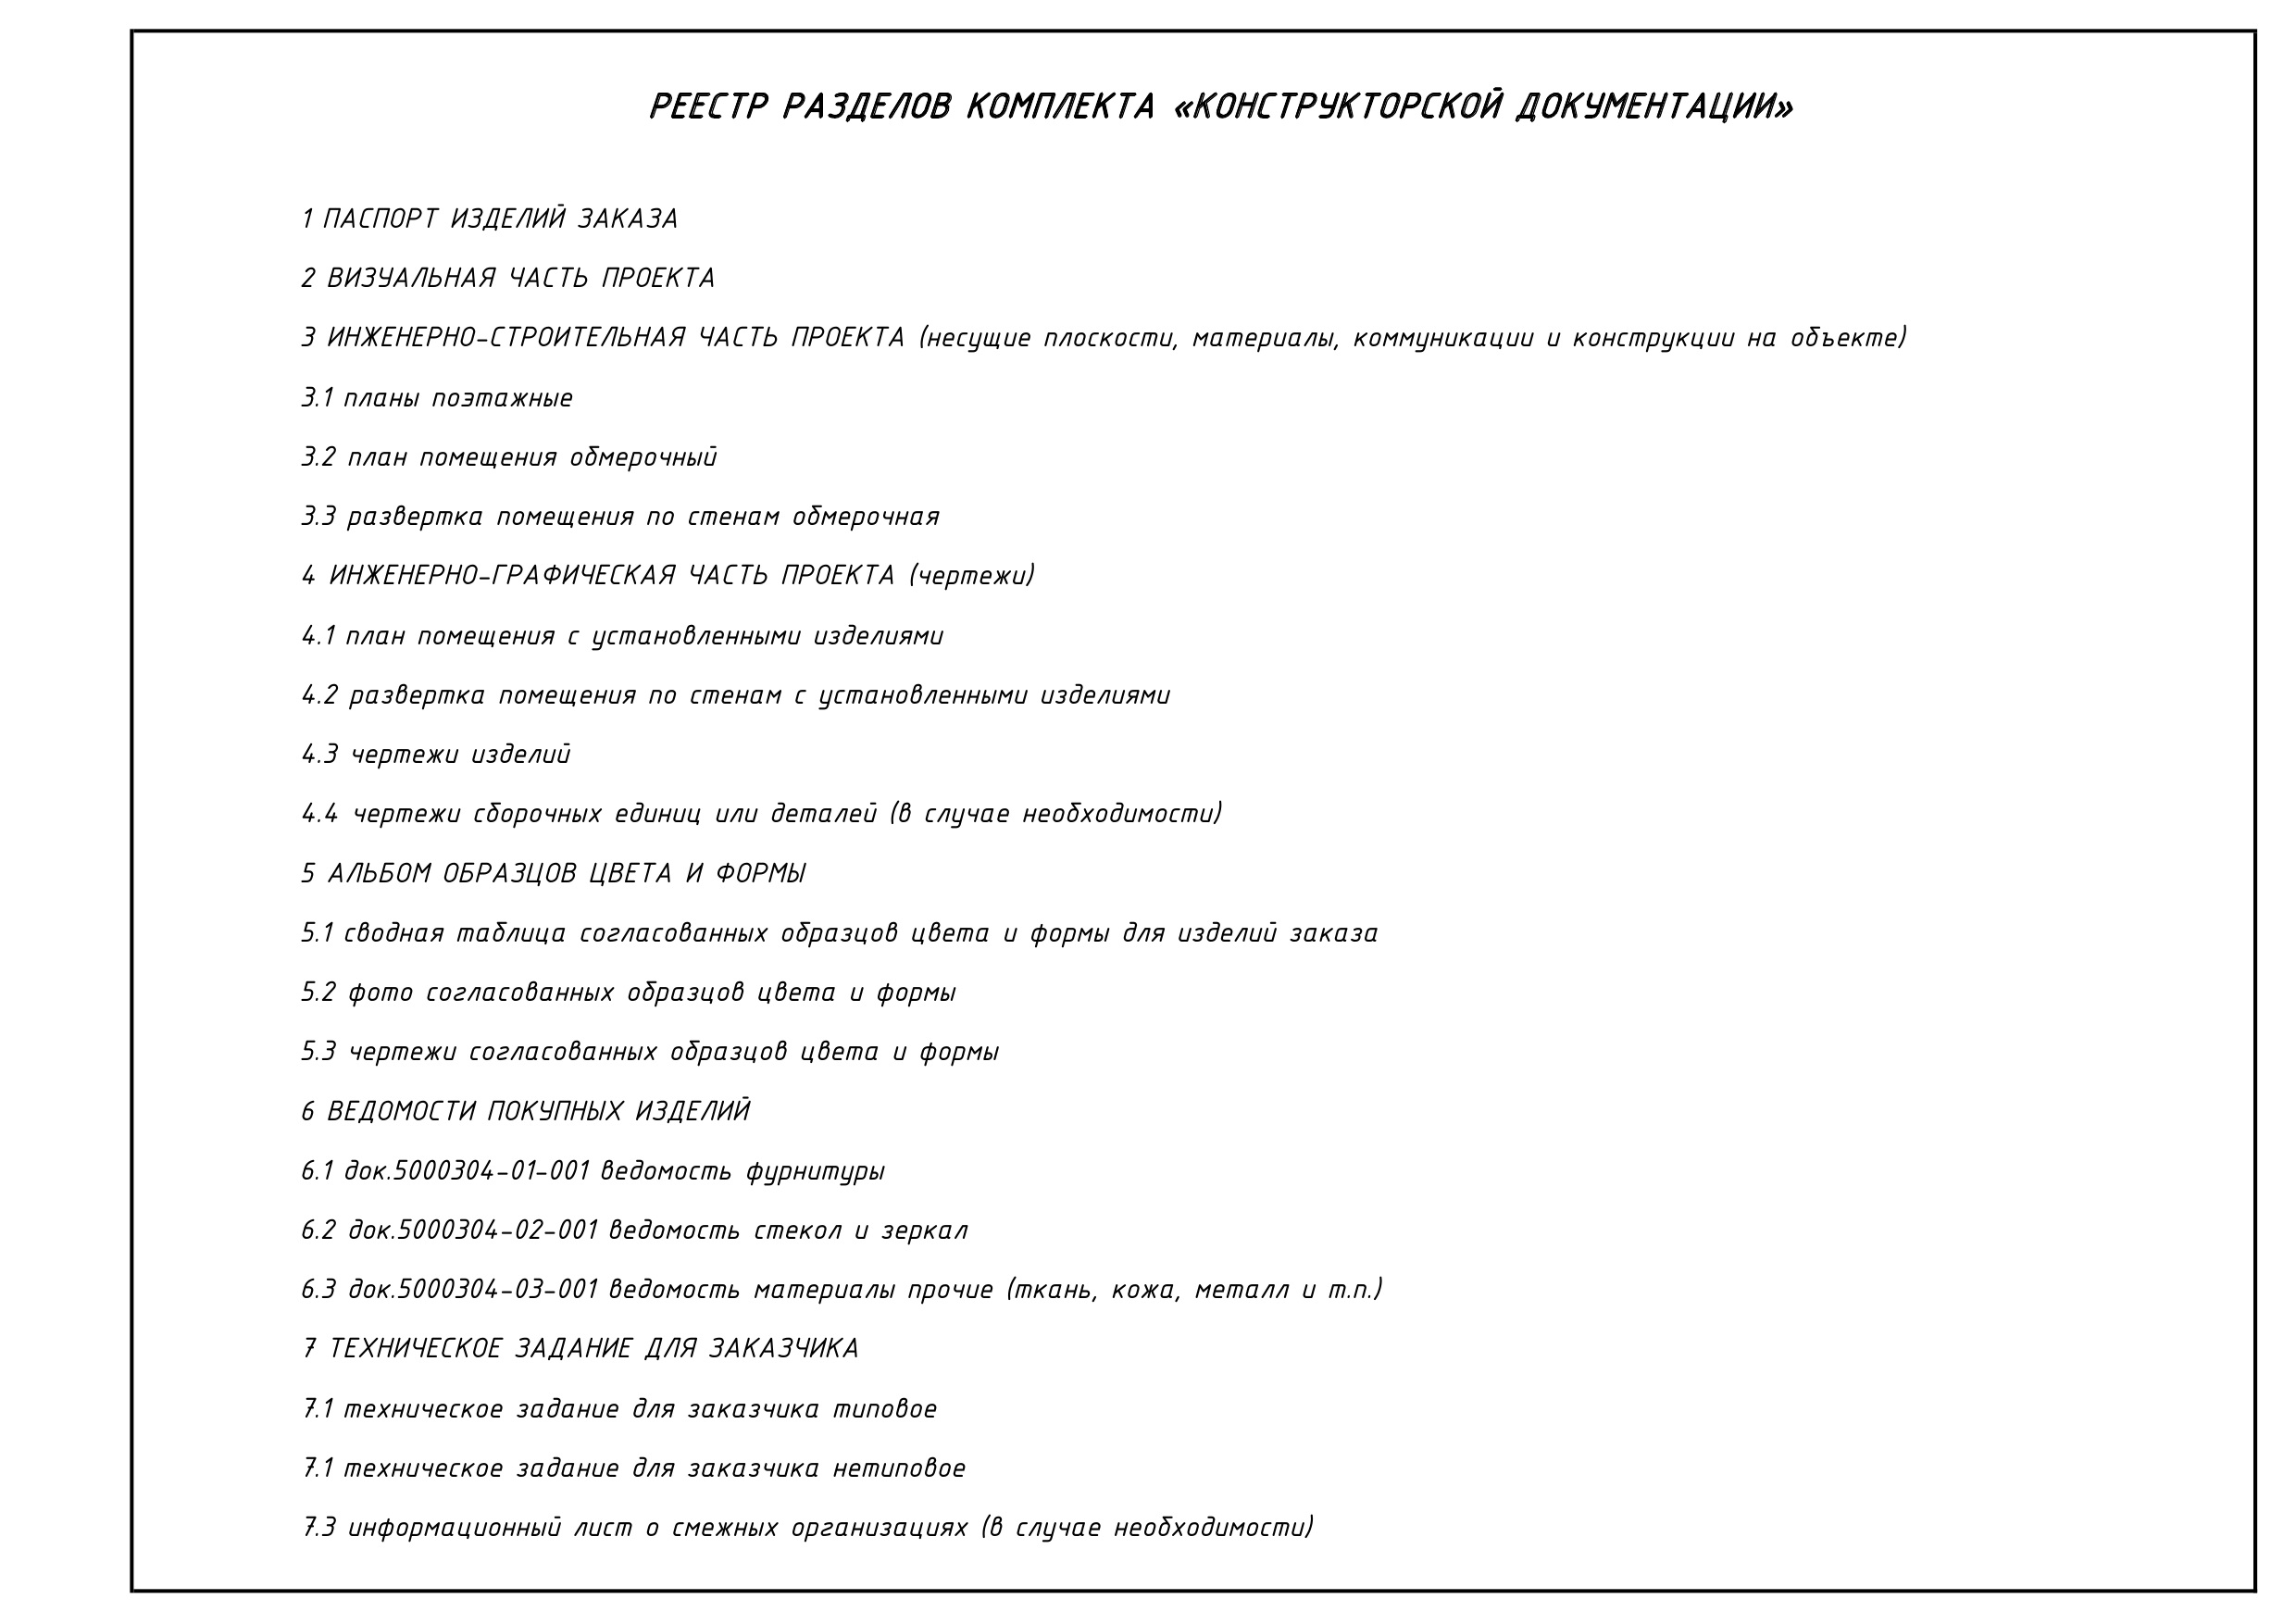 РЕЕСТР РАЗДЕЛОВ КОМПЛЕКТА «КОНСТРУКТОРСКОЙ ДОКУМЕНТАЦИИ»
1 ПАСПОРТ ИЗДЕЛИЙ ЗАКАЗА
2 ВИЗУАЛЬНАЯ ЧАСТЬ ПРОЕКТА
3 ИНЖЕНЕРНО-СТРОИТЕЛЬНАЯ ЧАСТЬ ПРОЕКТА (несущие плоскости, материалы, коммуникации и конструкции на объекте)
3.1 планы поэтажные
3.2 план помещения обмерочный
3.3 развертка помещения по стенам обмерочная
4 ИНЖЕНЕРНО-ГРАФИЧЕСКАЯ ЧАСТЬ ПРОЕКТА (чертежи)
4.1 план помещения с установленными изделиями
4.2 развертка помещения по стенам с установленными изделиями
4.3 чертежи изделий
4.4 чертежи сборочных единиц или деталей (в случае необходимости)
5 АЛЬБОМ ОБРАЗЦОВ ЦВЕТА И ФОРМЫ
5.1 сводная таблица согласованных образцов цвета и формы для изделий заказа
5.2 фото согласованных образцов цвета и формы
5.3 чертежи согласованных образцов цвета и формы
6 ВЕДОМОСТИ ПОКУПНЫХ ИЗДЕЛИЙ
6.1 док.5000304-01-001 ведомость фурнитуры
6.2 док.5000304-02-001 ведомость стекол и зеркал
6.3 док.5000304-03-001 ведомость материалы прочие (ткань, кожа, металл и т.п.)
7 ТЕХНИЧЕСКОЕ ЗАДАНИЕ ДЛЯ ЗАКАЗЧИКА
7.1 техническое задание для заказчика типовое
7.1 техническое задание для заказчика нетиповое
7.3 информационный лист о смежных организациях (в случае необходимости)